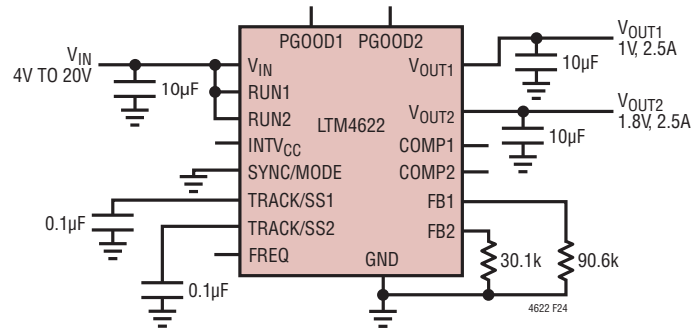 PGOOD1 PGOOD2
VIN
4V TO 20V
10µF
VIN
RUN1
RUN2
INTVCC
SYNC/MODE
TRACK/SS1
TRACK/SS2
FREQ
0.1µF
0.1µF
LTM4622
GND
VOUT1
VOUT2
COMP1
COMP2
FB1
FB2
10µF
VOUT1
1V, 2.5A
10µF
VOUT2
1.8V, 2.5A
30.1k
90.6k
4622 F24